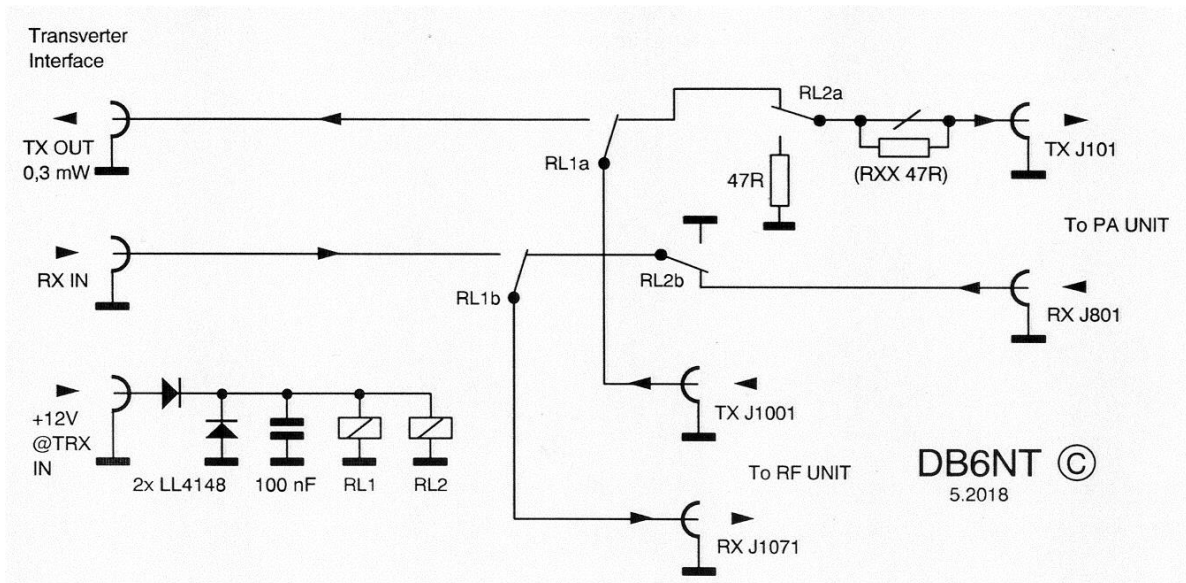 Transverter
Interface
TX OUT
0,3 mW
RL1a
RL2a
47R
(RXX 47R)
TX J101
To PA UNIT
RX IN
RL1b
RL2b
RX J801
+12V
@TRX
IN
2x LL4148
100 nF
RL1
RL2
TX J1001
To RF UNIT
RX J1071
DB6NT ©
5.2018